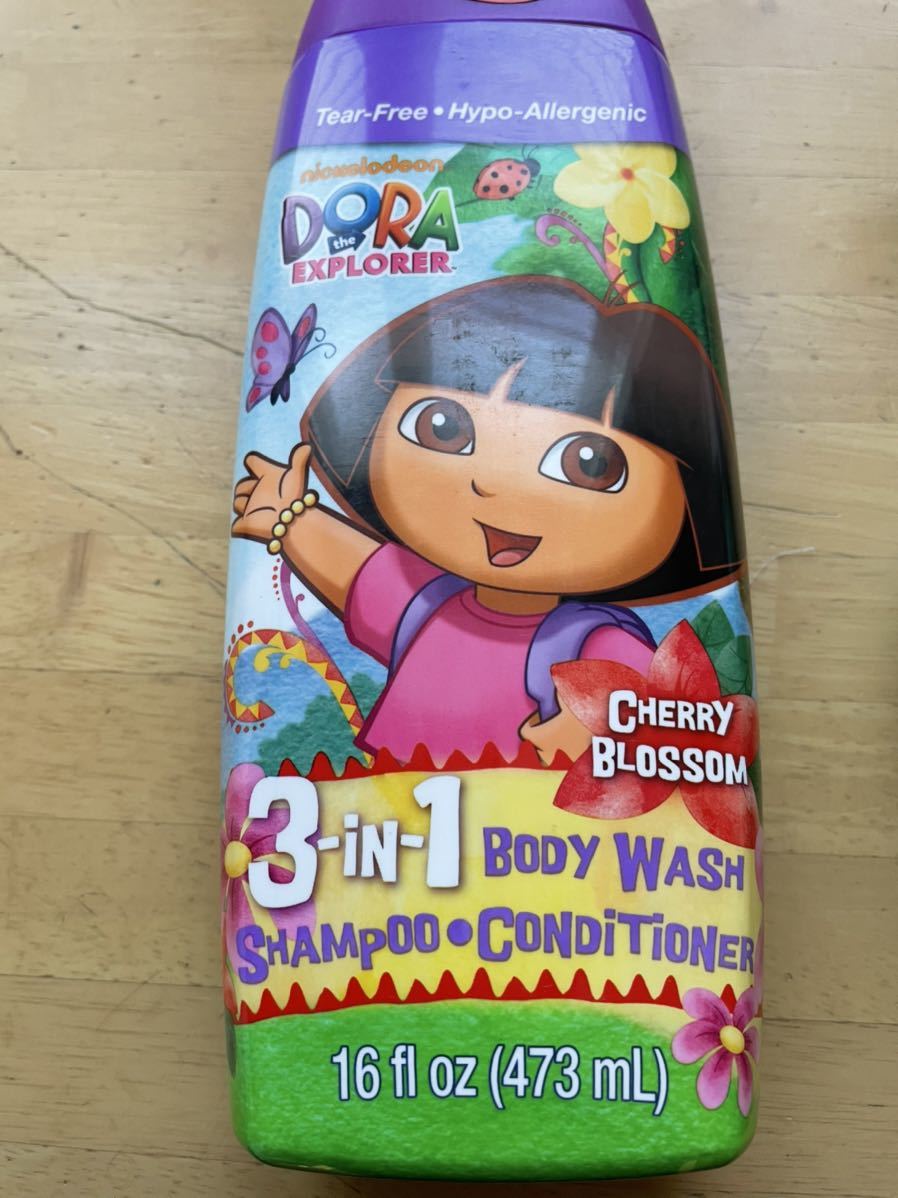 Tear-Free • Hypo-Allergenic
nickelodeon
DORA
the
EXPLORER™
CHERRY
BLOSSOM
3-iN-1 BODY WASH
SHAMPOO • CONDiTiONER
16 fl oz (473 mL)